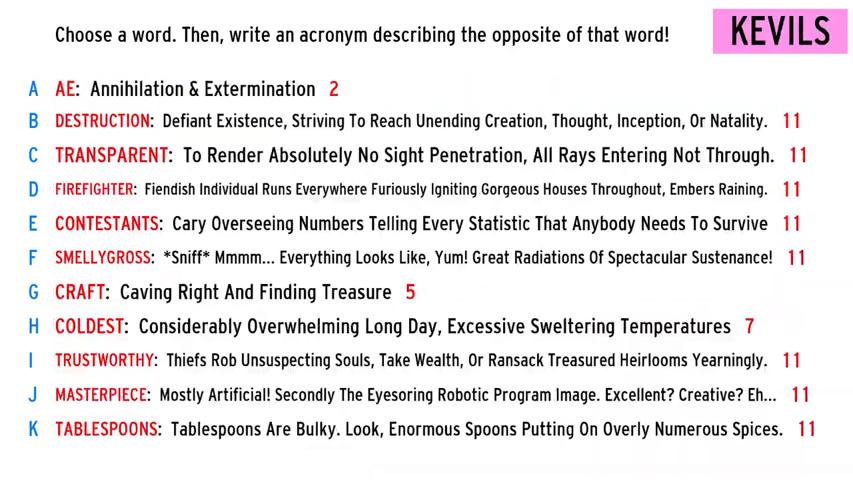 Choose a word. Then, write an acronym describing the opposite of that word! KEVILS
A AE: Annihilation & Extermination 2
B DESTRUCTION: Defiant Existence, Striving To Reach Unending Creation, Thought, Inception, Or Natality. 11
C TRANSPARENT: To Render Absolutely No Sight Penetration, All Rays Entering Not Through. 11
D FIREFIGHTER: Fiendish Individual Runs Everywhere Furiously Igniting Gorgeous Houses Throughout, Embers Raining. 11
E CONTESTANTS: Cary Overseeing Numbers Telling Every Statistic That Anybody Needs To Survive 11
F SMELLYGROSS: *Sniff* Mmmm... Everything Looks Like, Yum! Great Radiations Of Spectacular Sustenance! 11
G CRAFT: Caving Right And Finding Treasure 5
H COLDEST: Considerably Overwhelming Long Day, Excessive Sweltering Temperatures 7
I TRUSTWORTHY: Thiefs Rob Unsuspecting Souls, Take Wealth, Or Ransack Treasured Heirlooms Yearningly. 11
J MASTERPIECE: Mostly Artificial! Secondly The Eyesoring Robotic Program Image. Excellent? Creative? Eh... 11
K TABLESPOONS: Tablespoons Are Bulky. Look, Enormous Spoons Putting On Overly Numerous Spices. 11